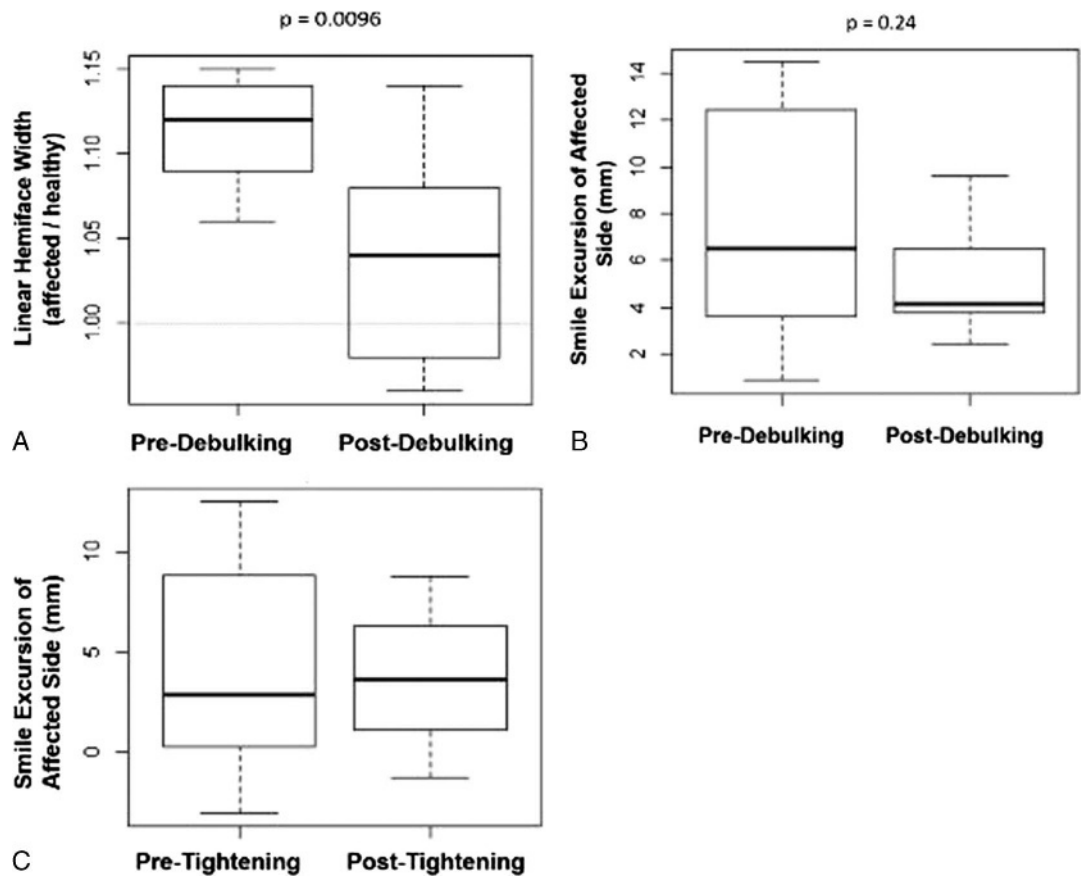 p = 0.0096
Linear Hemiface Width
(affected / healthy)
1.15
1.10
1.05
1.00
Pre-Debulking Post-Debulking
A
p = 0.24
Smile Excursion of Affected
Side (mm)
14
12
10
8
6
4
2
Pre-Debulking Post-Debulking
B
Smile Excursion of
Affected Side (mm)
10
5
0
Pre-Tightening Post-Tightening
C